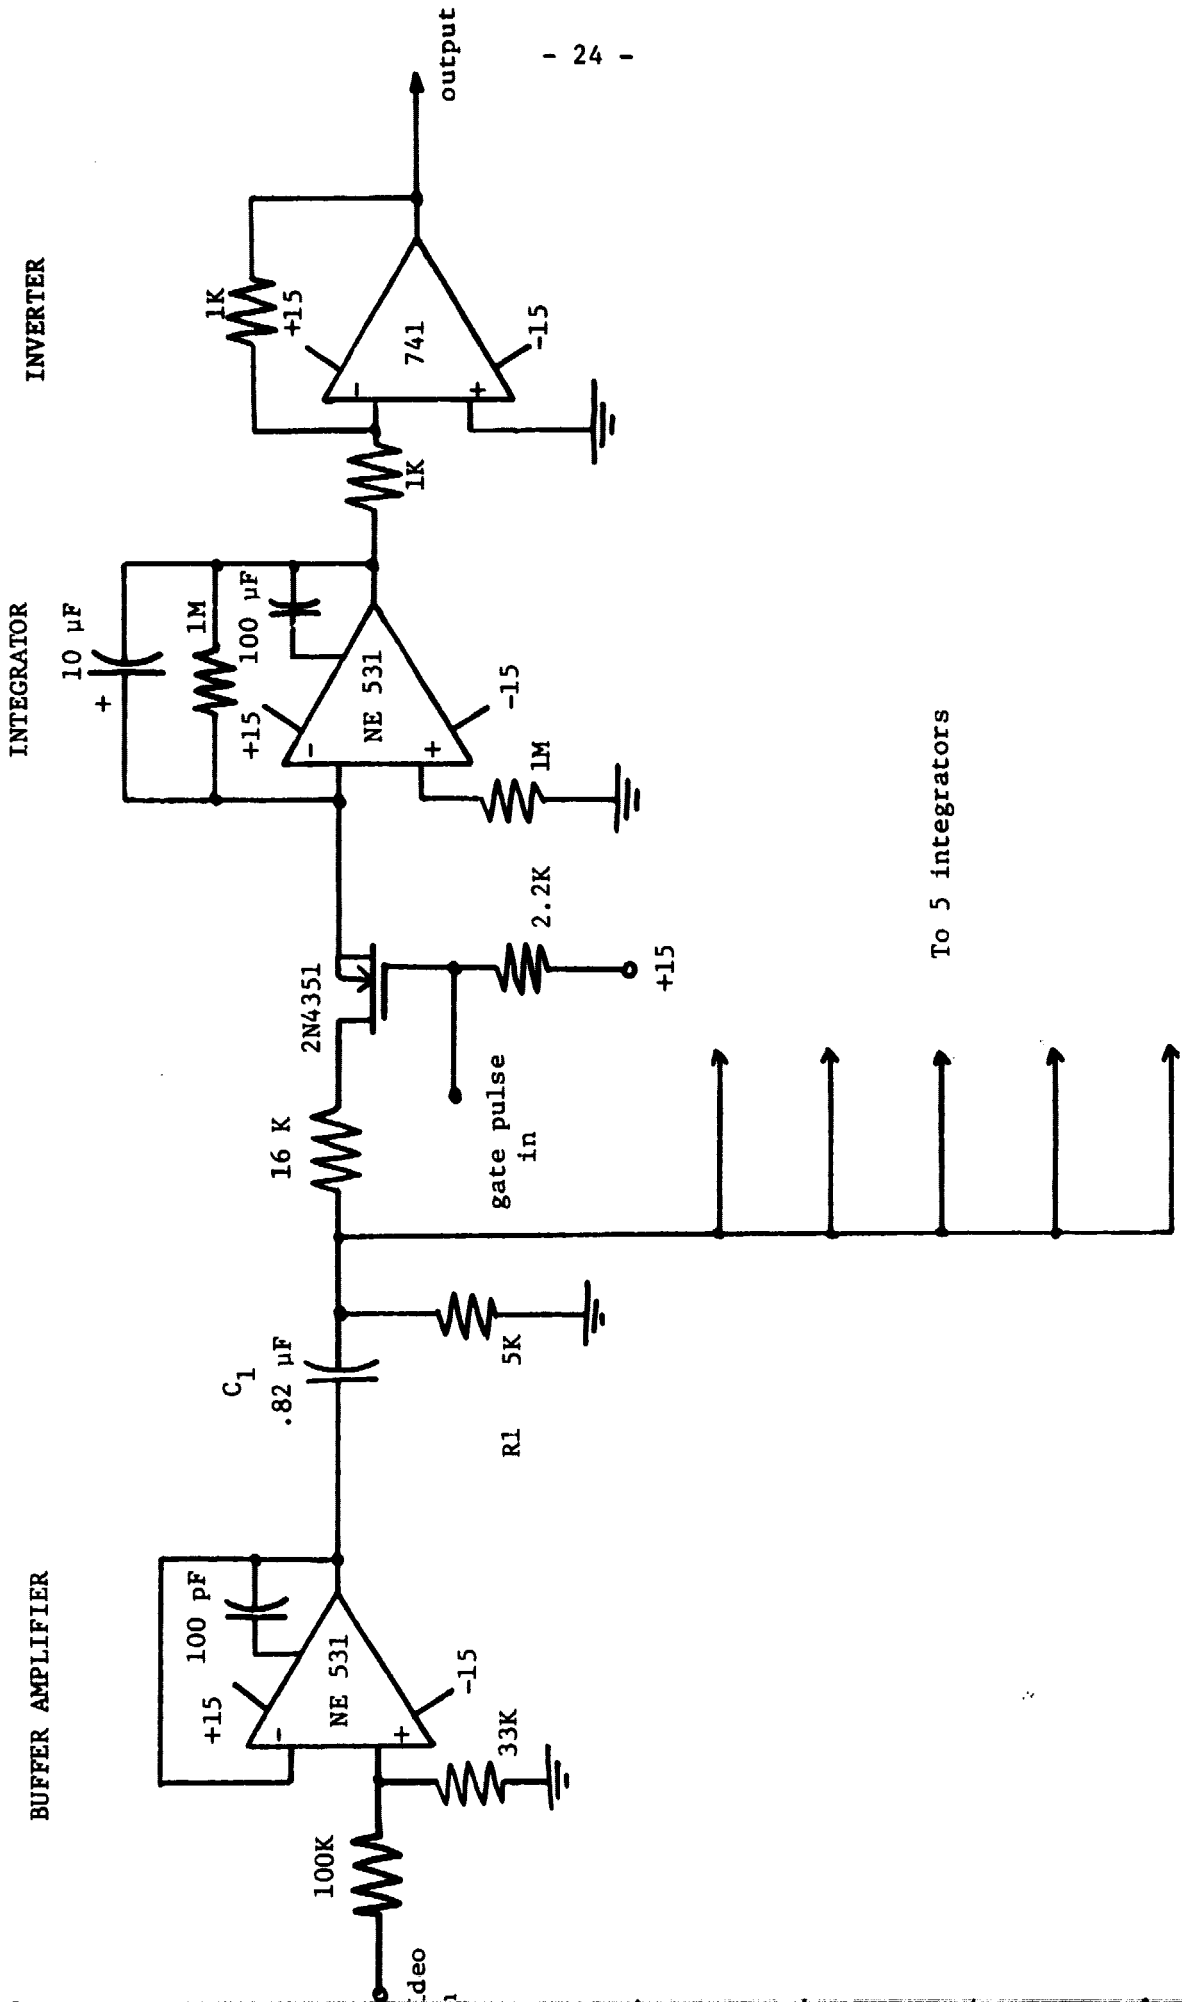 - 24 -
BUFFER AMPLIFIER
INTEGRATOR
INVERTER
100K
33K
+15
-
+
NE 531
-15
100 pF
C1
.82 µF
R1
5K
16 K
2N4351
gate pulse
in
2.2K
+15
10 µF
+
1M
100 µF
+15
-
+
NE 531
-15
1M
1K
1K
+15
-
+
741
-15
output
To 5 integrators